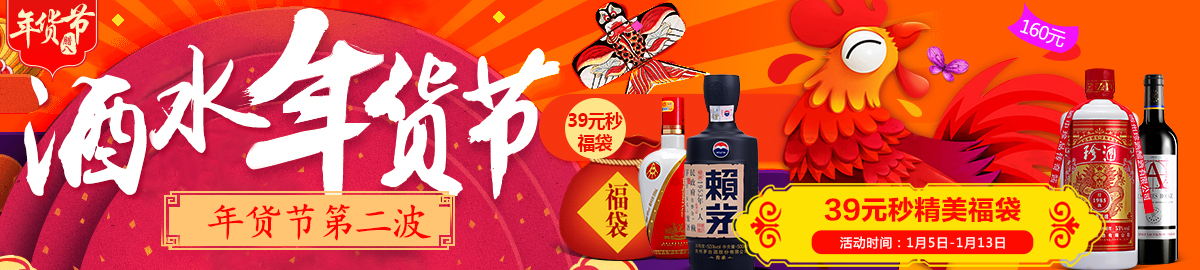 年货节
酒水年货节
年货节第二波
39元秒
福袋
福袋
賴茅
160元
珍酒
1985
39元秒精美福袋
活动时间：1月5日-1月13日